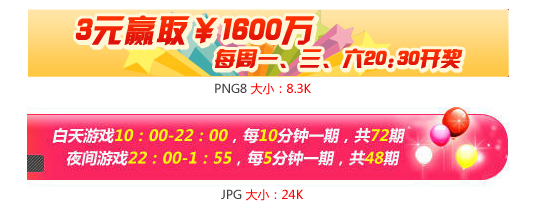 3元赢取￥1600万
每周一、三、六20:30开奖
PNG8 大小：8.3K
白天游戏10：00-22：00，每10分钟一期，共72期
夜间游戏22：00-1：55，每5分钟一期，共48期
JPG 大小：24K